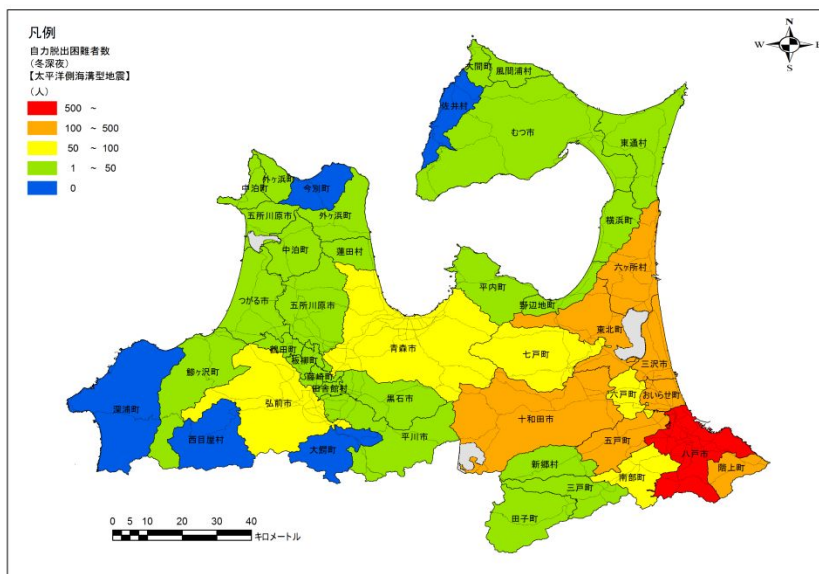 凡例
自力脱出困難者数
(冬深夜)
【太平洋側海溝型地震】
(人)
500 ~
100 ~ 500
50 ~ 100
1 ~ 50
0
N
W
E
S
大間町
風間浦村
佐井村
むつ市
東通村
外ヶ浜町
中泊町
今別町
五所川原市
外ヶ浜町
横浜町
中泊町
蓬田村
六ヶ所村
平内町
つがる市
五所川原市
野辺地町
東北町
青森市
鶴田町
七戸町
板柳町
三沢市
鰺ヶ沢町
藤崎町
田舎館村
六戸町
おいらせ町
黒石市
弘前市
深浦町
十和田市
平川市
五戸町
八戸市
西目屋村
大鰐町
新郷村
階上町
南部町
三戸町
田子町
0 5 10 20 30 40
キロメートル